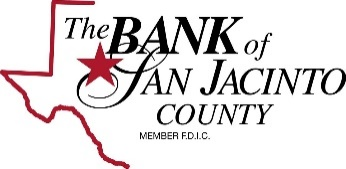 The BANK of
SAN JACINTO
COUNTY
MEMBER F.D.I.C.